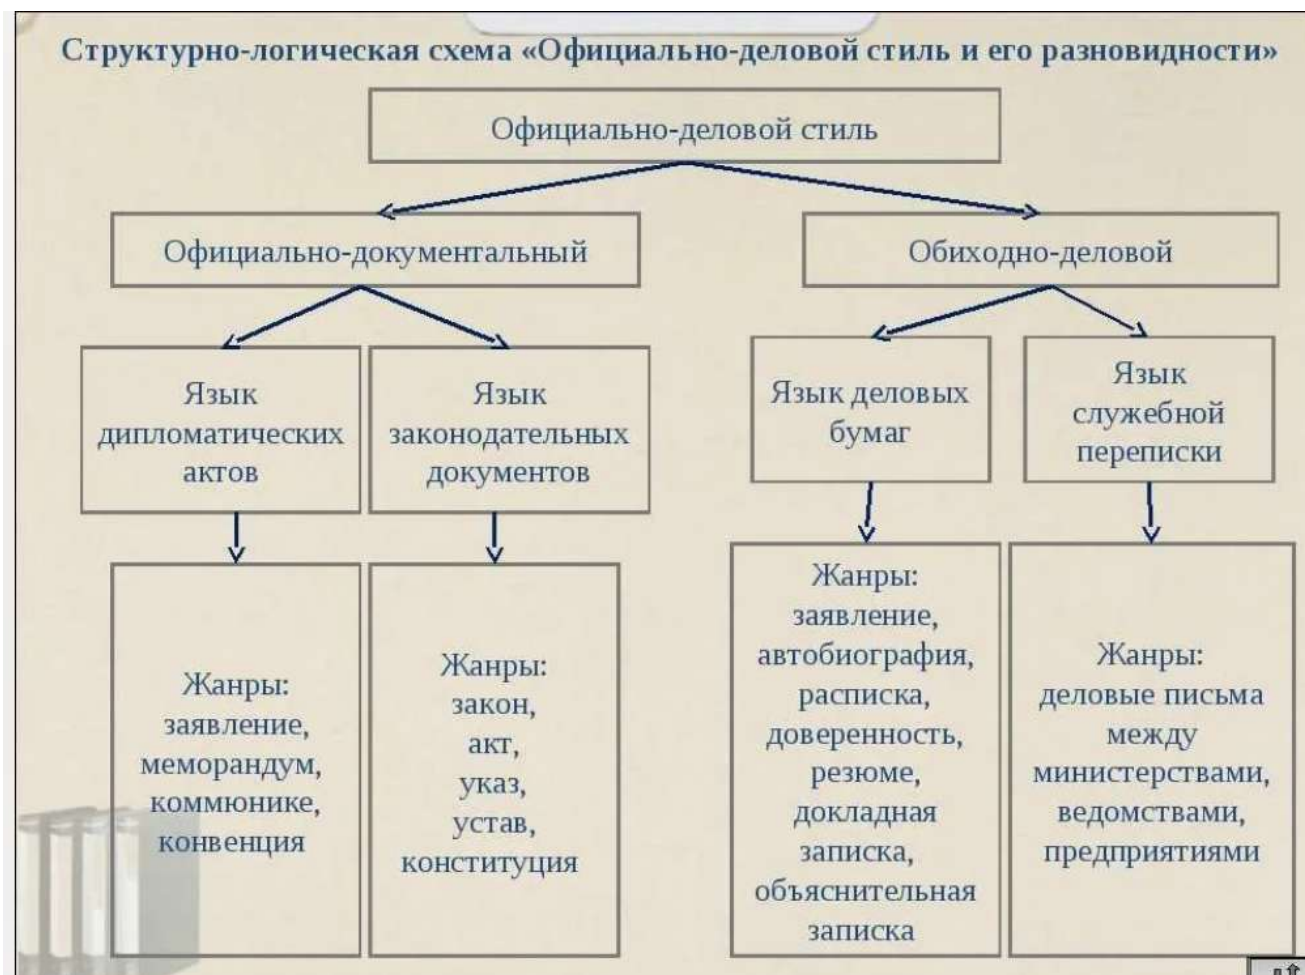 Структурно-логическая схема «Официально-деловой стиль и его разновидности»
Официально-деловой стиль
Официально-документальный
Обиходно-деловой
Язык
дипломатических
актов
Язык
законодательных
документов
Язык деловых
бумаг
Язык
служебной
переписки
Жанры:
заявление,
меморандум,
коммюнике,
конвенция
Жанры:
закон,
акт,
указ,
устав,
конституция
Жанры:
заявление,
автобиография,
расписка,
доверенность,
резюме,
докладная
записка,
объяснительная
записка
Жанры:
деловые письма
между
министерствами,
ведомствами,
предприятиями